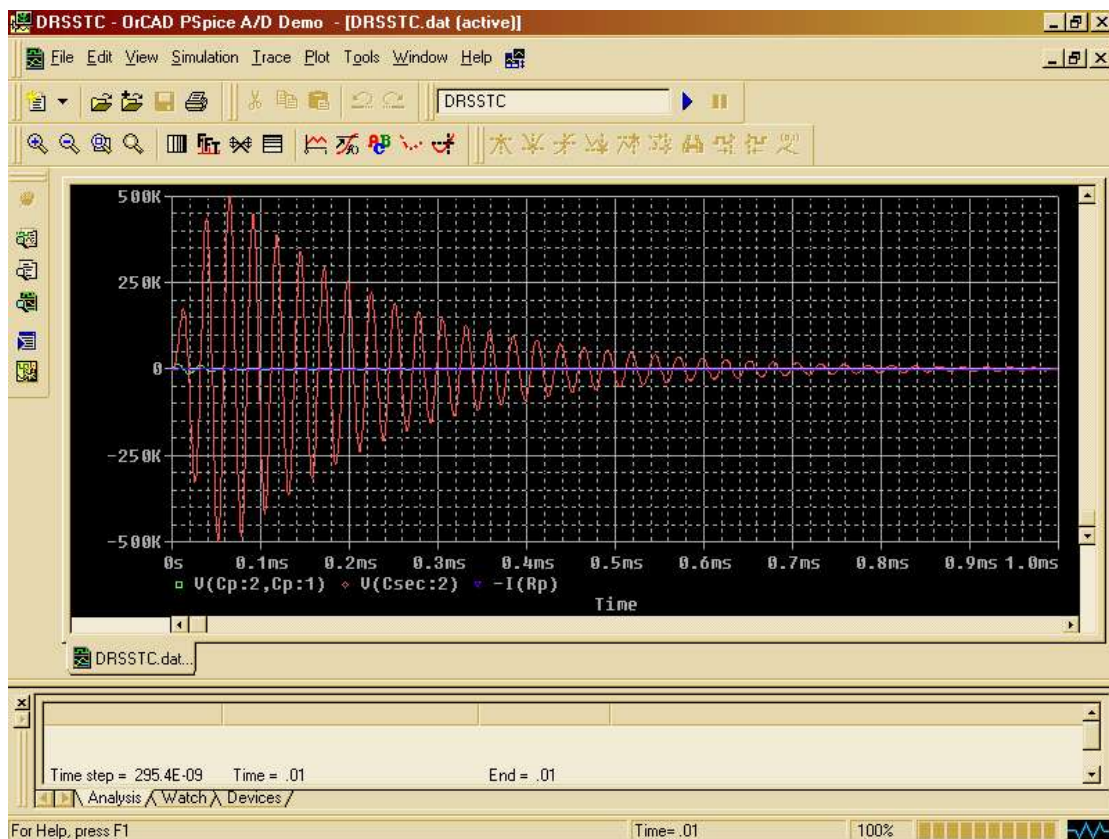 DRSSTC - OrCAD PSpice A/D Demo - [DRSSTC.dat (active)]
File Edit View Simulation Trace Plot Tools Window Help
DRSSTC
FFT
ABC
500K
250K
0
-250K
-500K
0s 0.1ms 0.2ms 0.3ms 0.4ms 0.5ms 0.6ms 0.7ms 0.8ms 0.9ms 1.0ms
V(Cp:2,Cp:1) V(Csec:2) -I(Rp)
Time
DRSSTC.dat...
Time step = 295.4E-09 Time = .01 End = .01
Analysis Watch Devices
For Help, press F1 Time= .01 100%